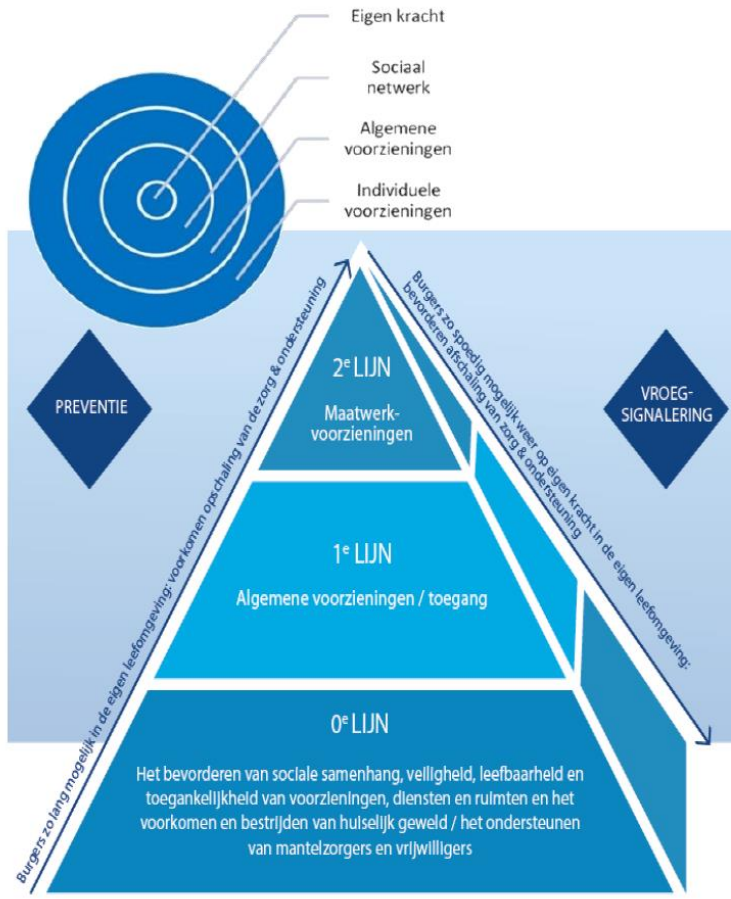 Eigen kracht
Sociaal
netwerk
Algemene
voorzieningen
Individuele
voorzieningen
PREVENTIE
VROEG-
SIGNALERING
Burgers zo lang mogelijk in de eigen leefomgeving: voorkomen opschaling van de zorg & ondersteuning
Burgers zo spoedig mogelijk weer op eigen kracht in de eigen leefomgeving:
bevorderen afschaling van zorg & ondersteuning
2e LIJN
Maatwerk-
voorzieningen
1e LIJN
Algemene voorzieningen / toegang
0e LIJN
Het bevorderen van sociale samenhang, veiligheid, leefbaarheid en
toegankelijkheid van voorzieningen, diensten en ruimten en het
voorkomen en bestrijden van huiselijk geweld / het ondersteunen
van mantelzorgers en vrijwilligers